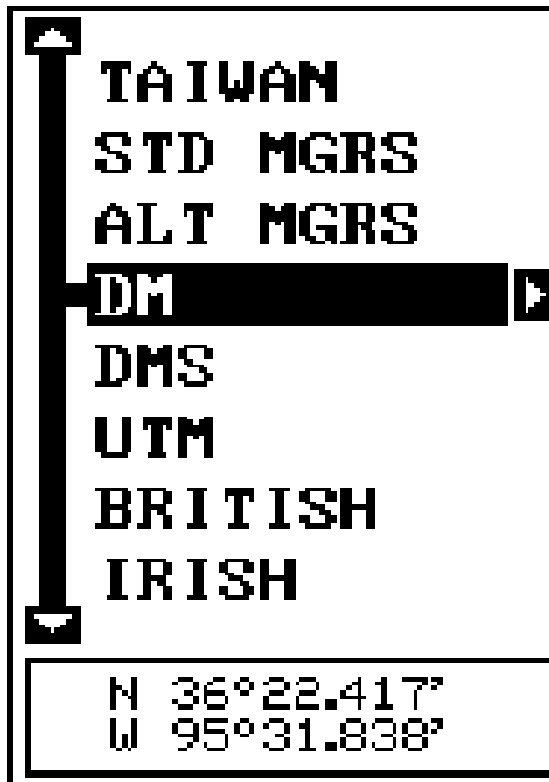 TAIWAN
STD MGRS
ALT MGRS
DM
DMS
UTM
BRITISH
IRISH
N 36°22.417'
W 95°31.838'